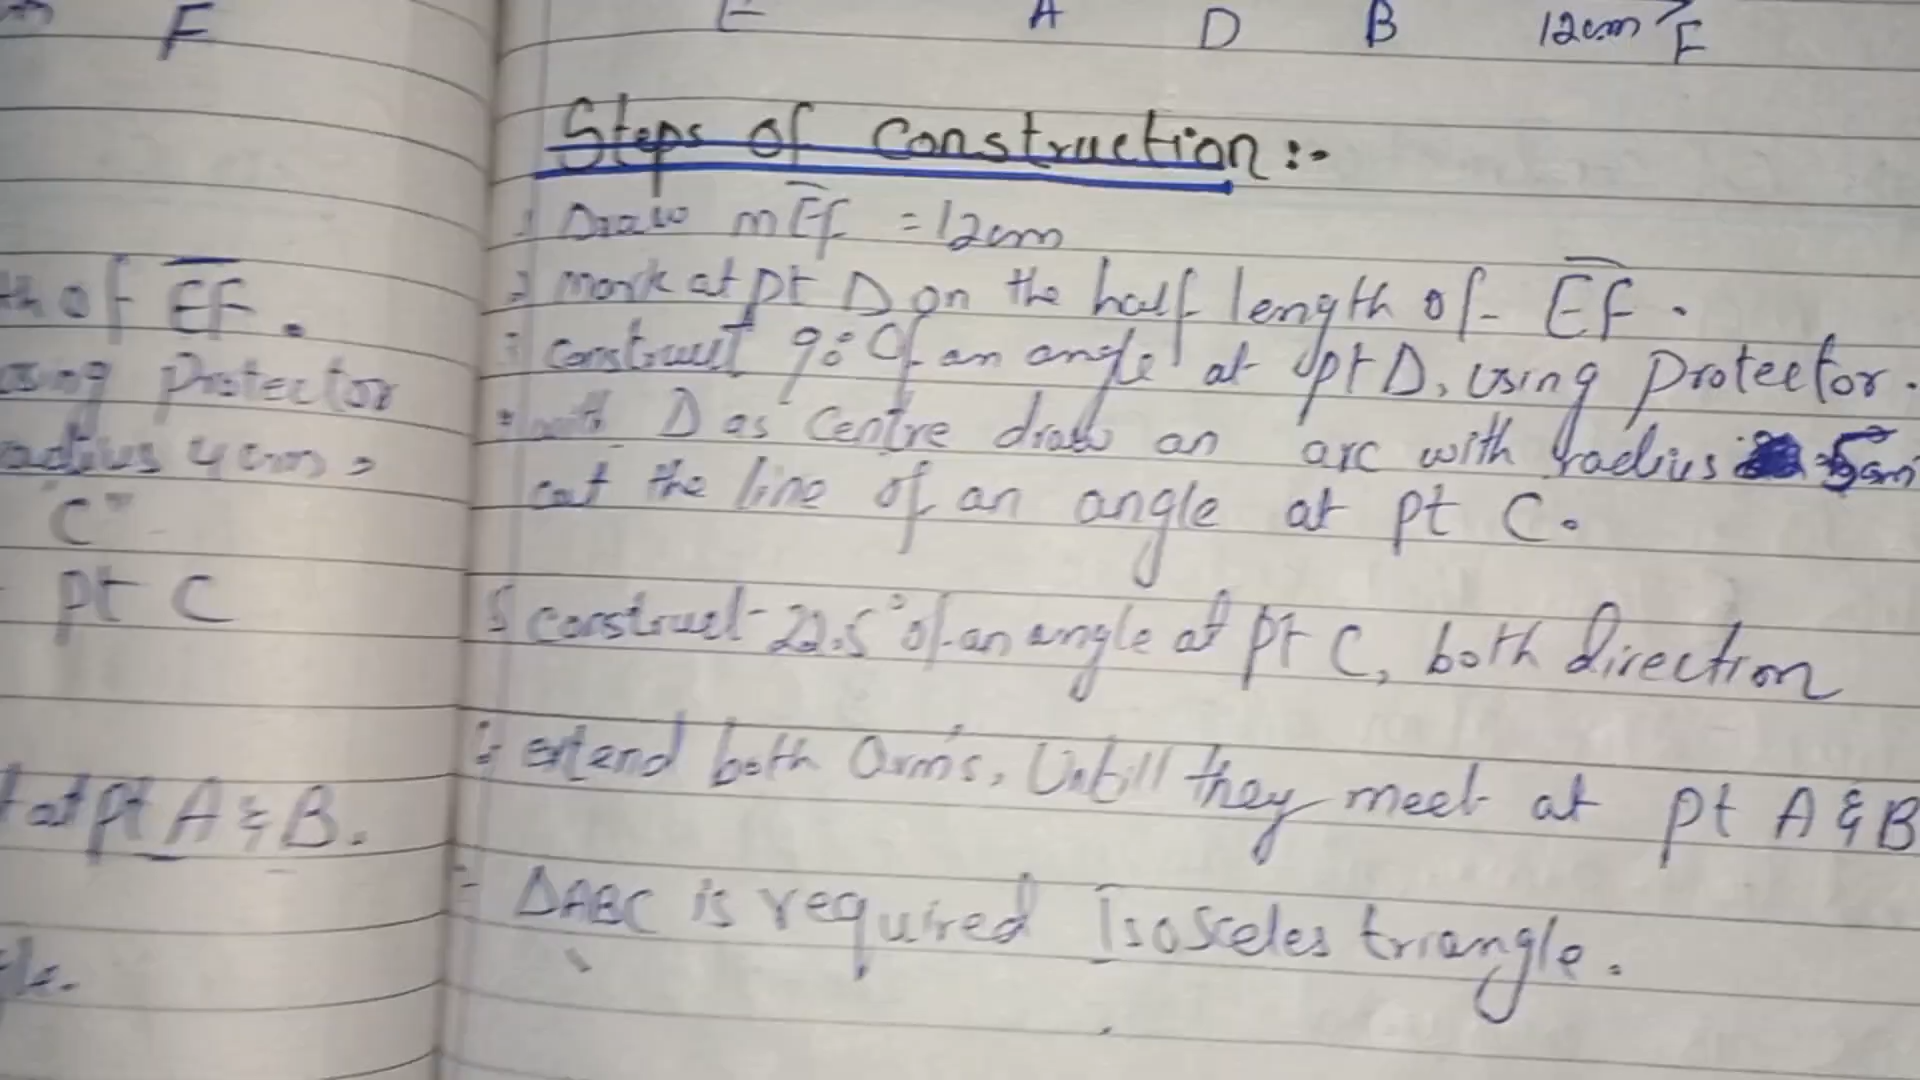 F
E A D B 12cm F
Steps of Construction :-
1 Draw mEF = 12cm
2 mark at pt D on the half length of EF.
3 construct 90° Of an angle at pt D, using Protector.
with D as Centre draw an arc with radius 5cm
cut the line of an angle at pt C.
5 construct 22.5° of an angle at pt C, both direction
extend both Arms, Untill they meet at pt A & B
ΔABC is required Isosceles triangle.
of EF.
using Protector
radius 4cm,
"C"
pt C
at pt A & B.